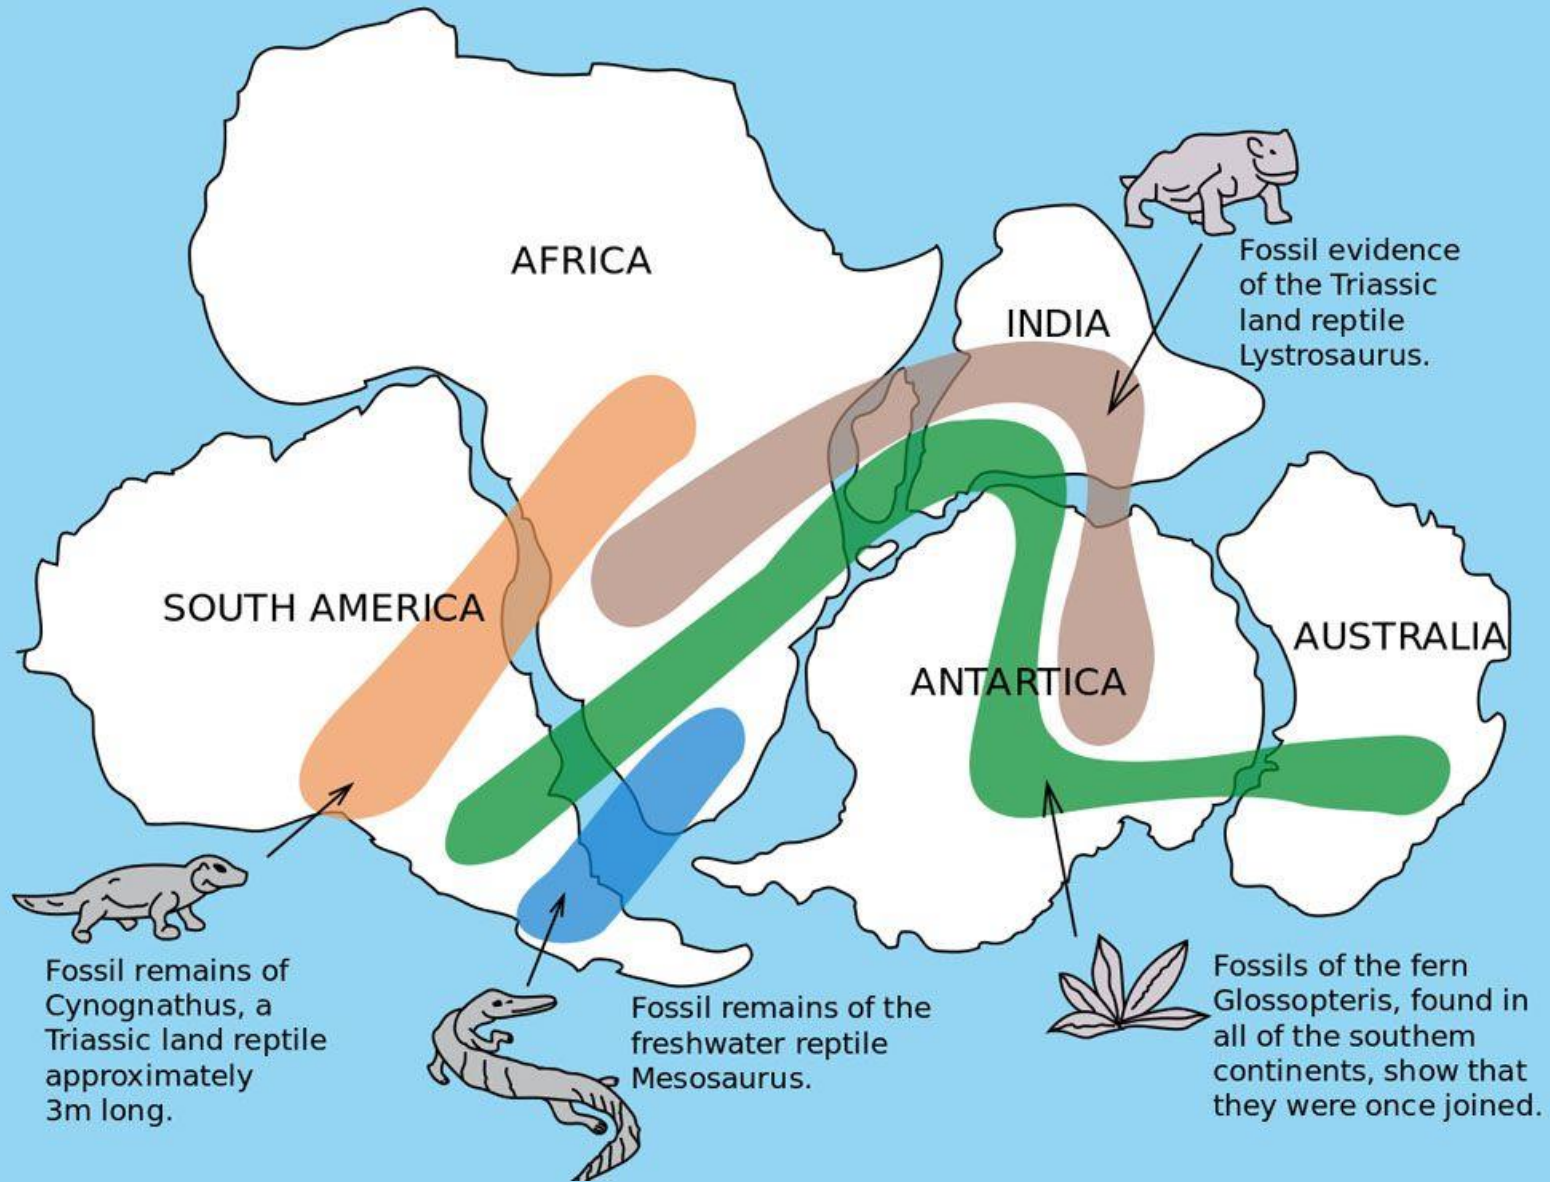 AFRICA
INDIA
Fossil evidence
of the Triassic
land reptile
Lystrosaurus.
SOUTH AMERICA
ANTARTICA
AUSTRALIA
Fossil remains of
Cynognathus, a
Triassic land reptile
approximately
3m long.
Fossil remains of the
freshwater reptile
Mesosaurus.
Fossils of the fern
Glossopteris, found in
all of the southem
continents, show that
they were once joined.